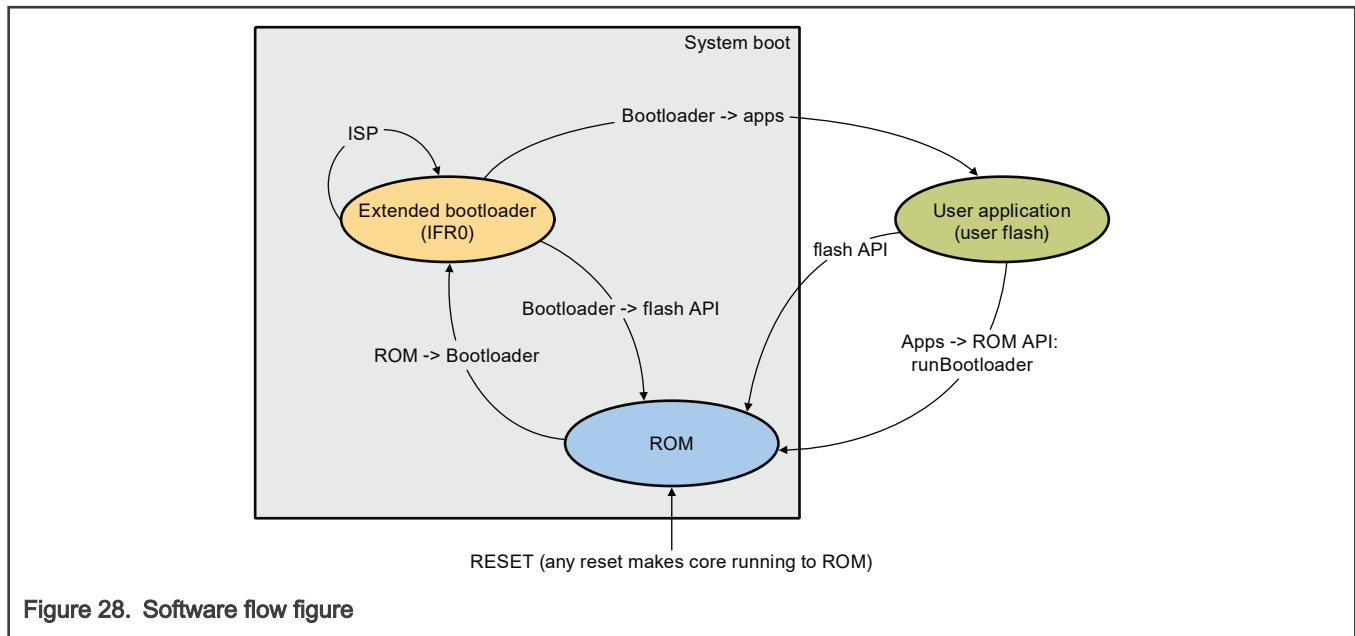 System boot
Bootloader -> apps
ISP
Extended bootloader
(IFR0)
User application
(user flash)
flash API
Bootloader -> flash API
ROM -> Bootloader
Apps -> ROM API:
runBootloader
ROM
RESET (any reset makes core running to ROM)
Figure 28. Software flow figure